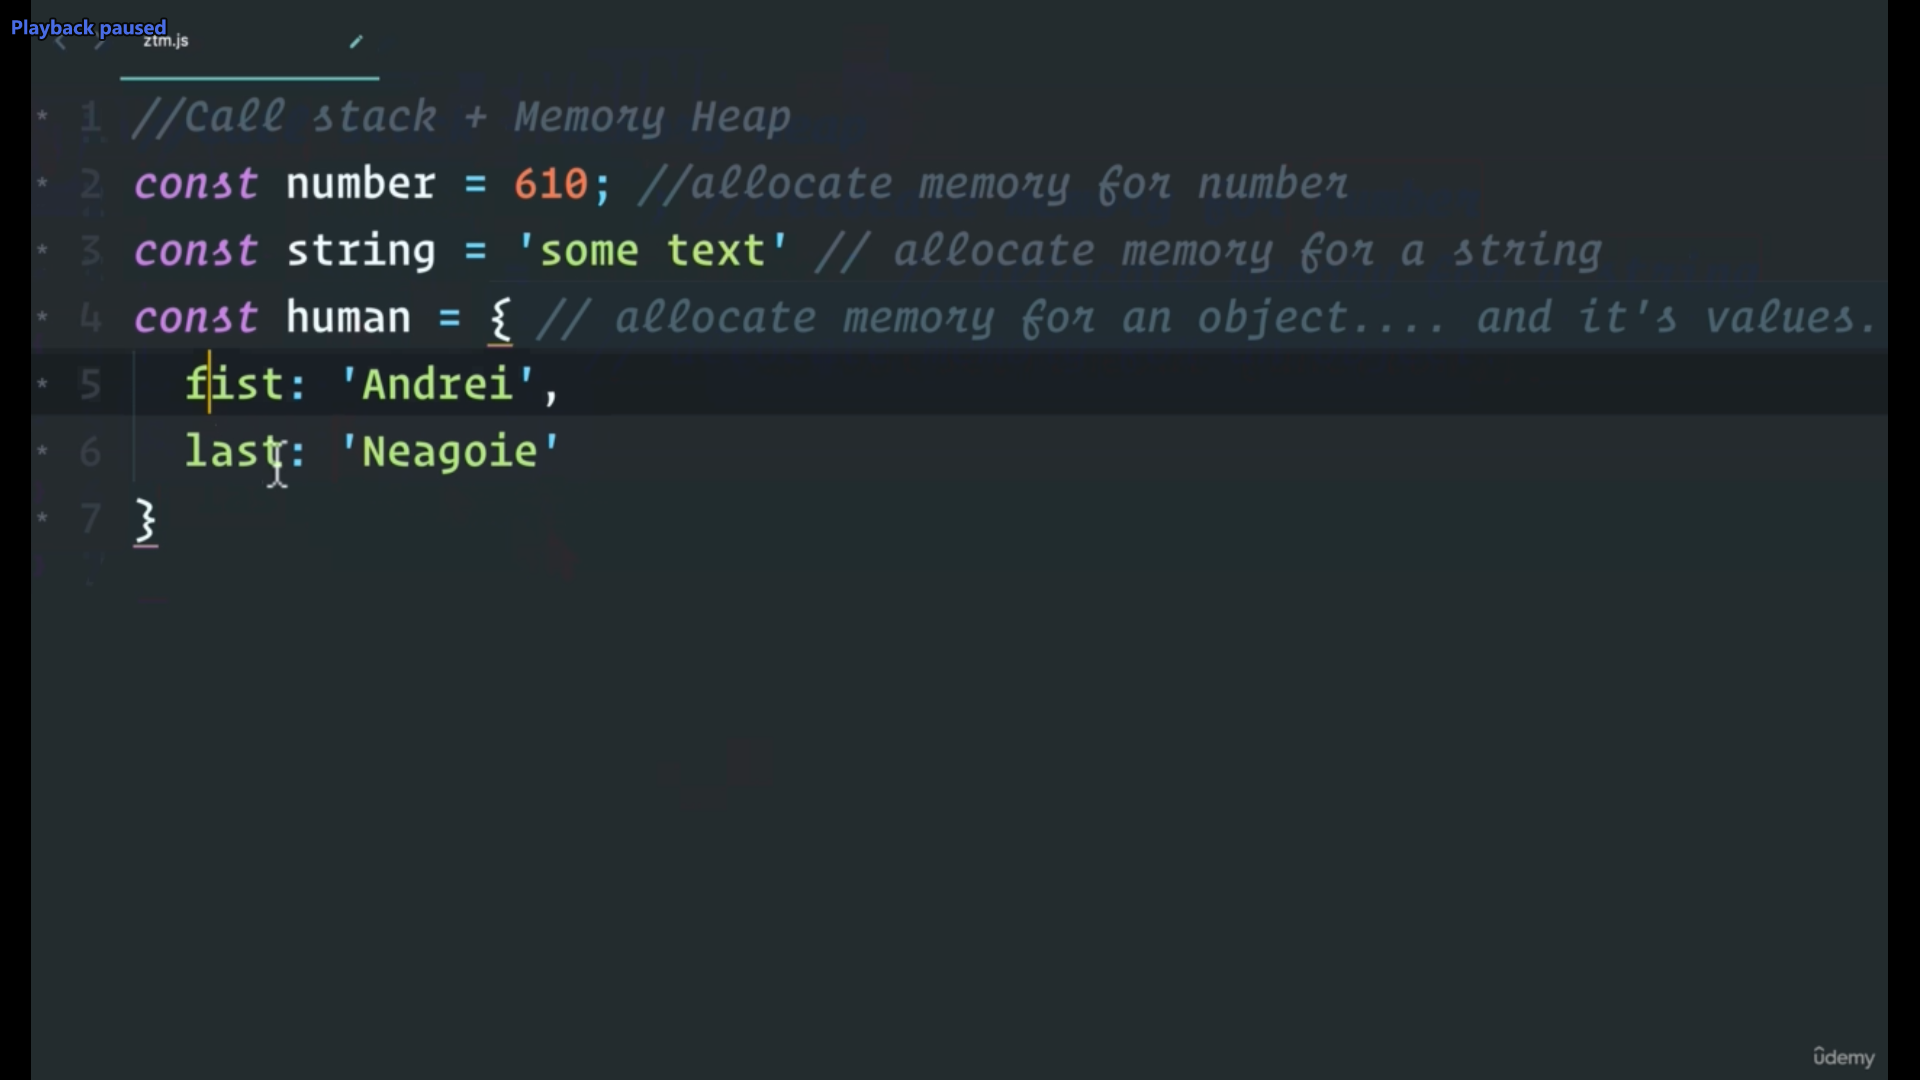 Playback paused
ztm.js
1 //Call stack + Memory Heap
2 const number = 610; //allocate memory for number
3 const string = 'some text' // allocate memory for a string
4 const human = { // allocate memory for an object.... and it's values.
5 fist: 'Andrei',
6 last: 'Neagoie'
7 }
ûdemy